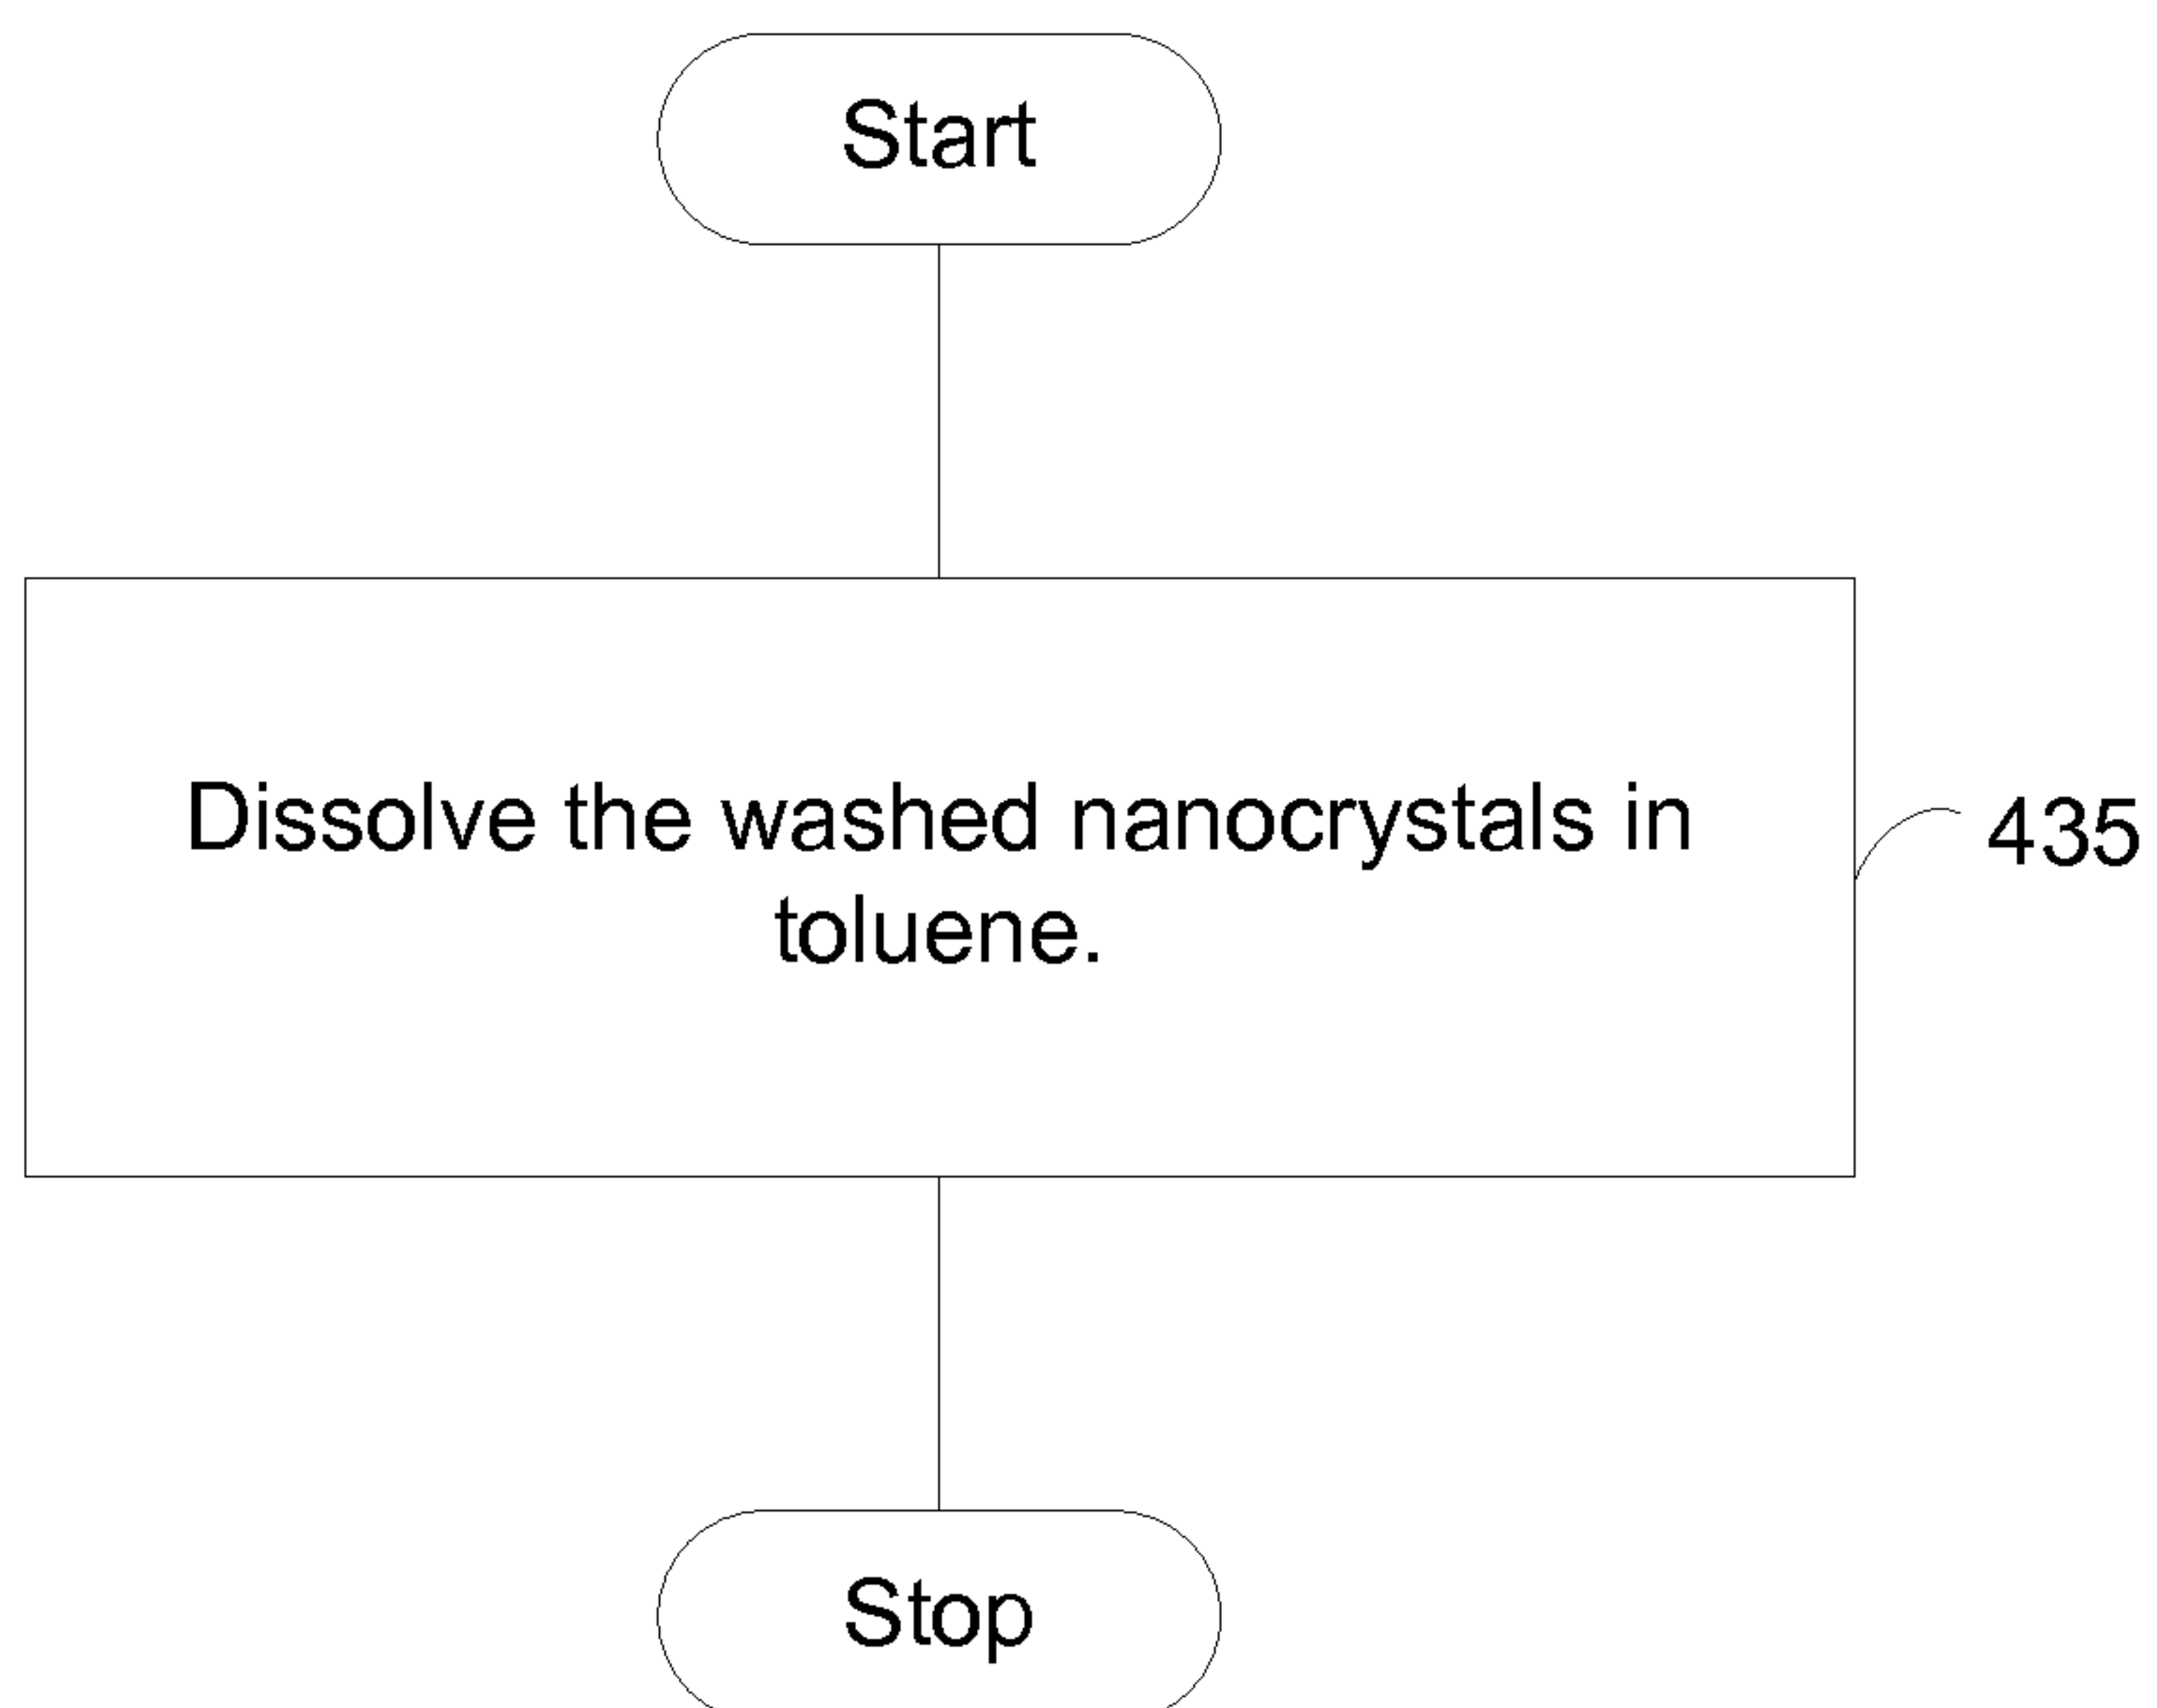 Start
Dissolve the washed nanocrystals in
toluene.
435
Stop